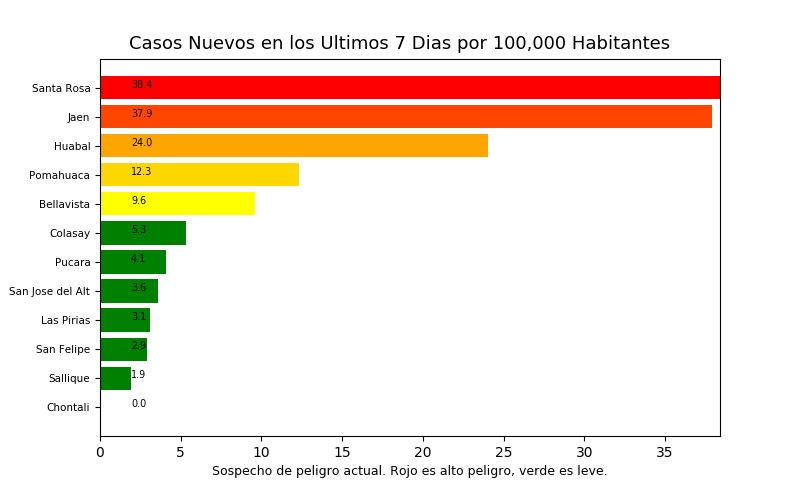 Casos Nuevos en los Ultimos 7 Dias por 100,000 Habitantes
Santa Rosa 38.4
Jaen 37.9
Huabal 24.0
Pomahuaca 12.3
Bellavista 9.6
Colasay 5.3
Pucara 4.1
San Jose del Alt 3.6
Las Pirias 3.1
San Felipe 2.9
Sallique 1.9
Chontali 0.0
0 5 10 15 20 25 30 35
Sospecho de peligro actual. Rojo es alto peligro, verde es leve.